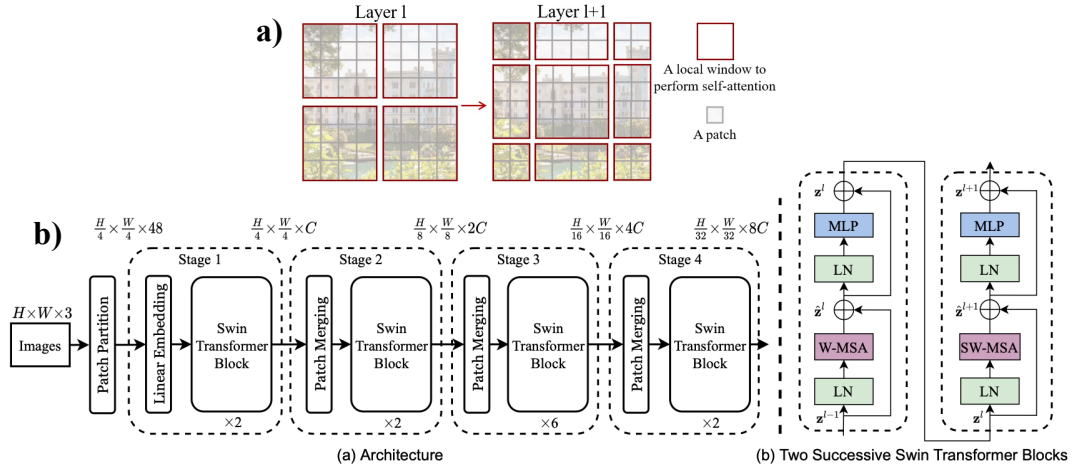 a)
Layer l
Layer l+1
A local window to
perform self-attention
A patch
b)
H/4 × W/4 × 48
H/4 × W/4 × C
H/8 × W/8 × 2C
H/16 × W/16 × 4C
H/32 × W/32 × 8C
Stage 1
Stage 2
Stage 3
Stage 4
H×W×3
Images
Patch Partition
Linear Embedding
Swin
Transformer
Block
×2
Patch Merging
Swin
Transformer
Block
×2
Patch Merging
Swin
Transformer
Block
×6
Patch Merging
Swin
Transformer
Block
×2
(a) Architecture
z^l
MLP
LN
ẑ^l
W-MSA
LN
z^{l-1}
z^{l+1}
MLP
LN
ẑ^{l+1}
SW-MSA
LN
z^l
(b) Two Successive Swin Transformer Blocks